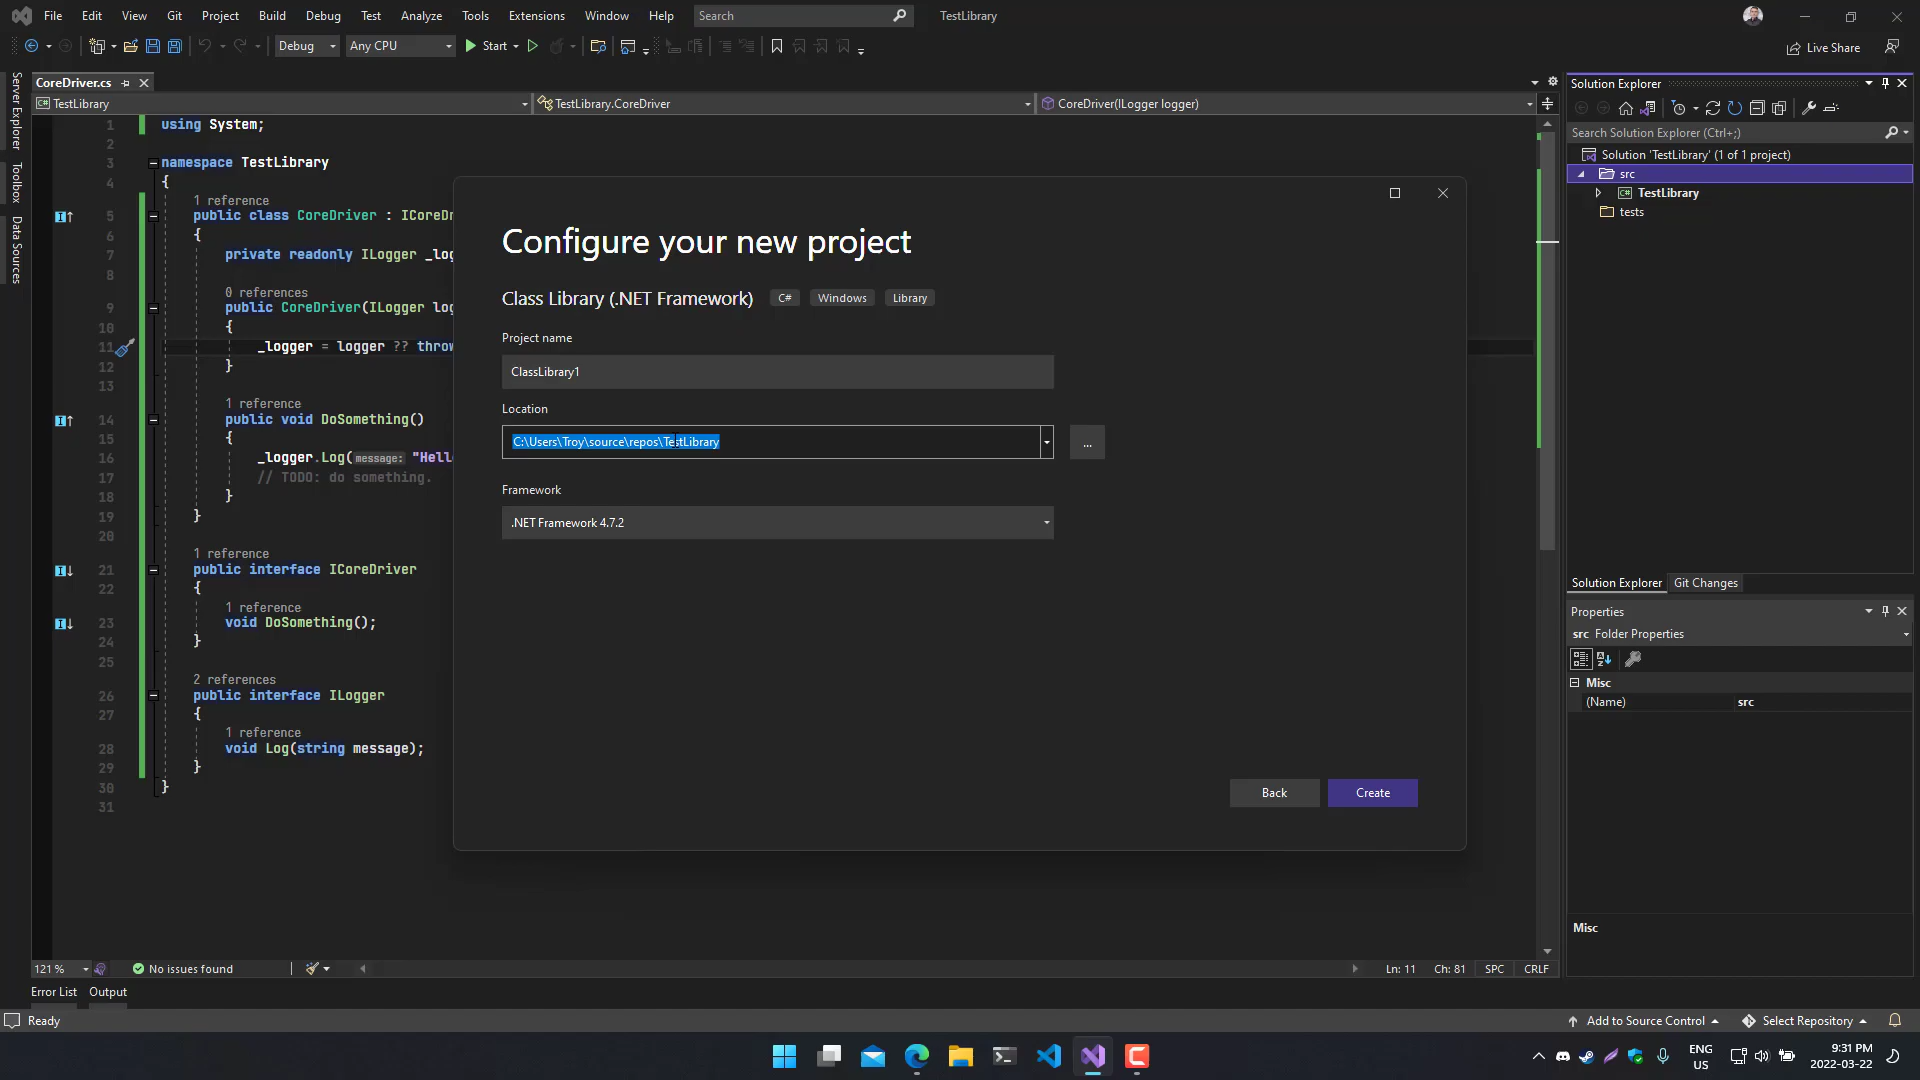 File Edit View Git Project Build Debug Test Analyze Tools Extensions Window Help Search TestLibrary
Debug Any CPU Start Live Share
Server Explorer
Toolbox
Data Sources
CoreDriver.cs
TestLibrary TestLibrary.CoreDriver CoreDriver(ILogger logger)
1 using System;
2
3 namespace TestLibrary
4 {
1 reference
5 public class CoreDriver : ICoreD
6 {
7 private readonly ILogger _log
8
0 references
9 public CoreDriver(ILogger log
10 {
11 _logger = logger ?? throw
12 }
13
1 reference
14 public void DoSomething()
15 {
16 _logger.Log(message: "Hell
17 // TODO: do something.
18 }
19 }
20
1 reference
21 public interface ICoreDriver
22 {
1 reference
23 void DoSomething();
24 }
25
2 references
26 public interface ILogger
27 {
1 reference
28 void Log(string message);
29 }
30 }
31
Configure your new project
Class Library (.NET Framework) C# Windows Library
Project name
ClassLibrary1
Location
C:\Users\Troy\source\repos\TestLibrary
...
Framework
.NET Framework 4.7.2
Back Create
Solution Explorer
Search Solution Explorer (Ctrl+;)
Solution 'TestLibrary' (1 of 1 project)
src
C# TestLibrary
tests
Solution Explorer Git Changes
Properties
src Folder Properties
Misc
(Name) src
Misc
121 % No issues found Ln: 11 Ch: 81 SPC CRLF
Error List Output
Ready Add to Source Control Select Repository
ENG
US
9:31 PM
2022-03-22